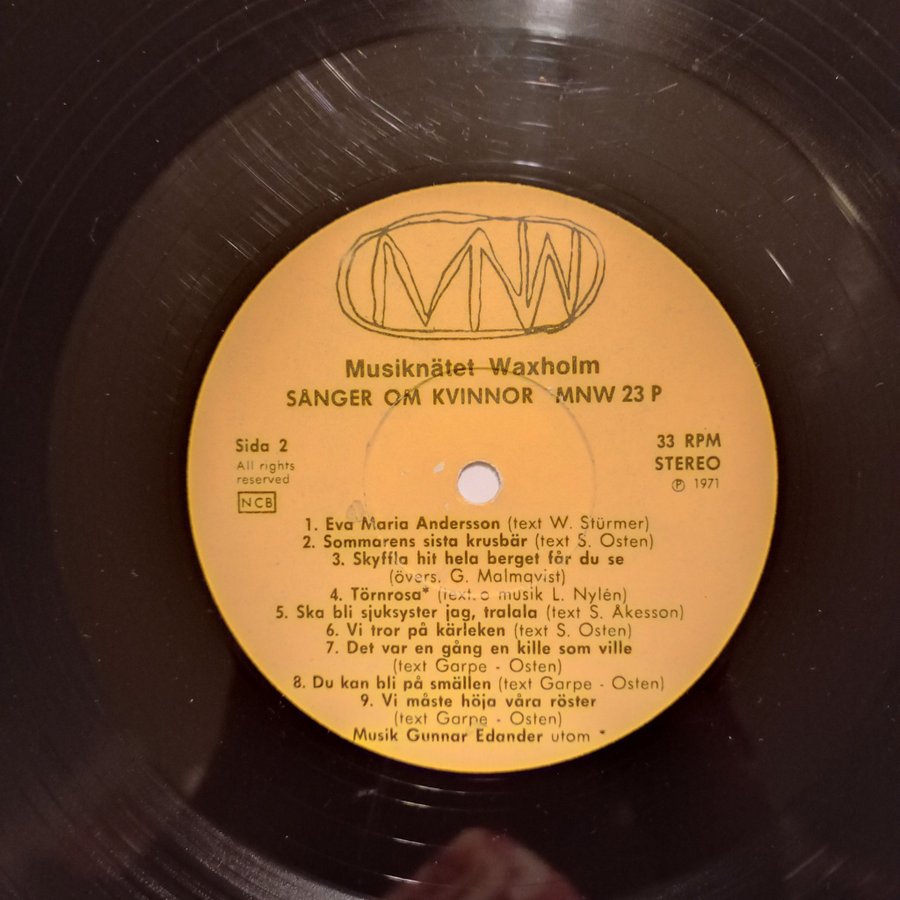 MNW
Musiknätet Waxholm
SÅNGER OM KVINNOR MNW 23 P
Sida 2
All rights
reserved
NCB
33 RPM
STEREO
℗ 1971
1. Eva Maria Andersson (text W. Stürmer)
2. Sommarens sista krusbär (text S. Osten)
3. Skyffla hit hela berget får du se
(övers. G. Malmqvist)
4. Törnrosa* (text o musik L. Nylén)
5. Ska bli sjuksyster jag, tralala (text S. Åkesson)
6. Vi tror på kärleken (text S. Osten)
7. Det var en gång en kille som ville
(text Garpe - Osten)
8. Du kan bli på smällen (text Garpe - Osten)
9. Vi måste höja våra röster
(text Garpe - Osten)
Musik Gunnar Edander utom *